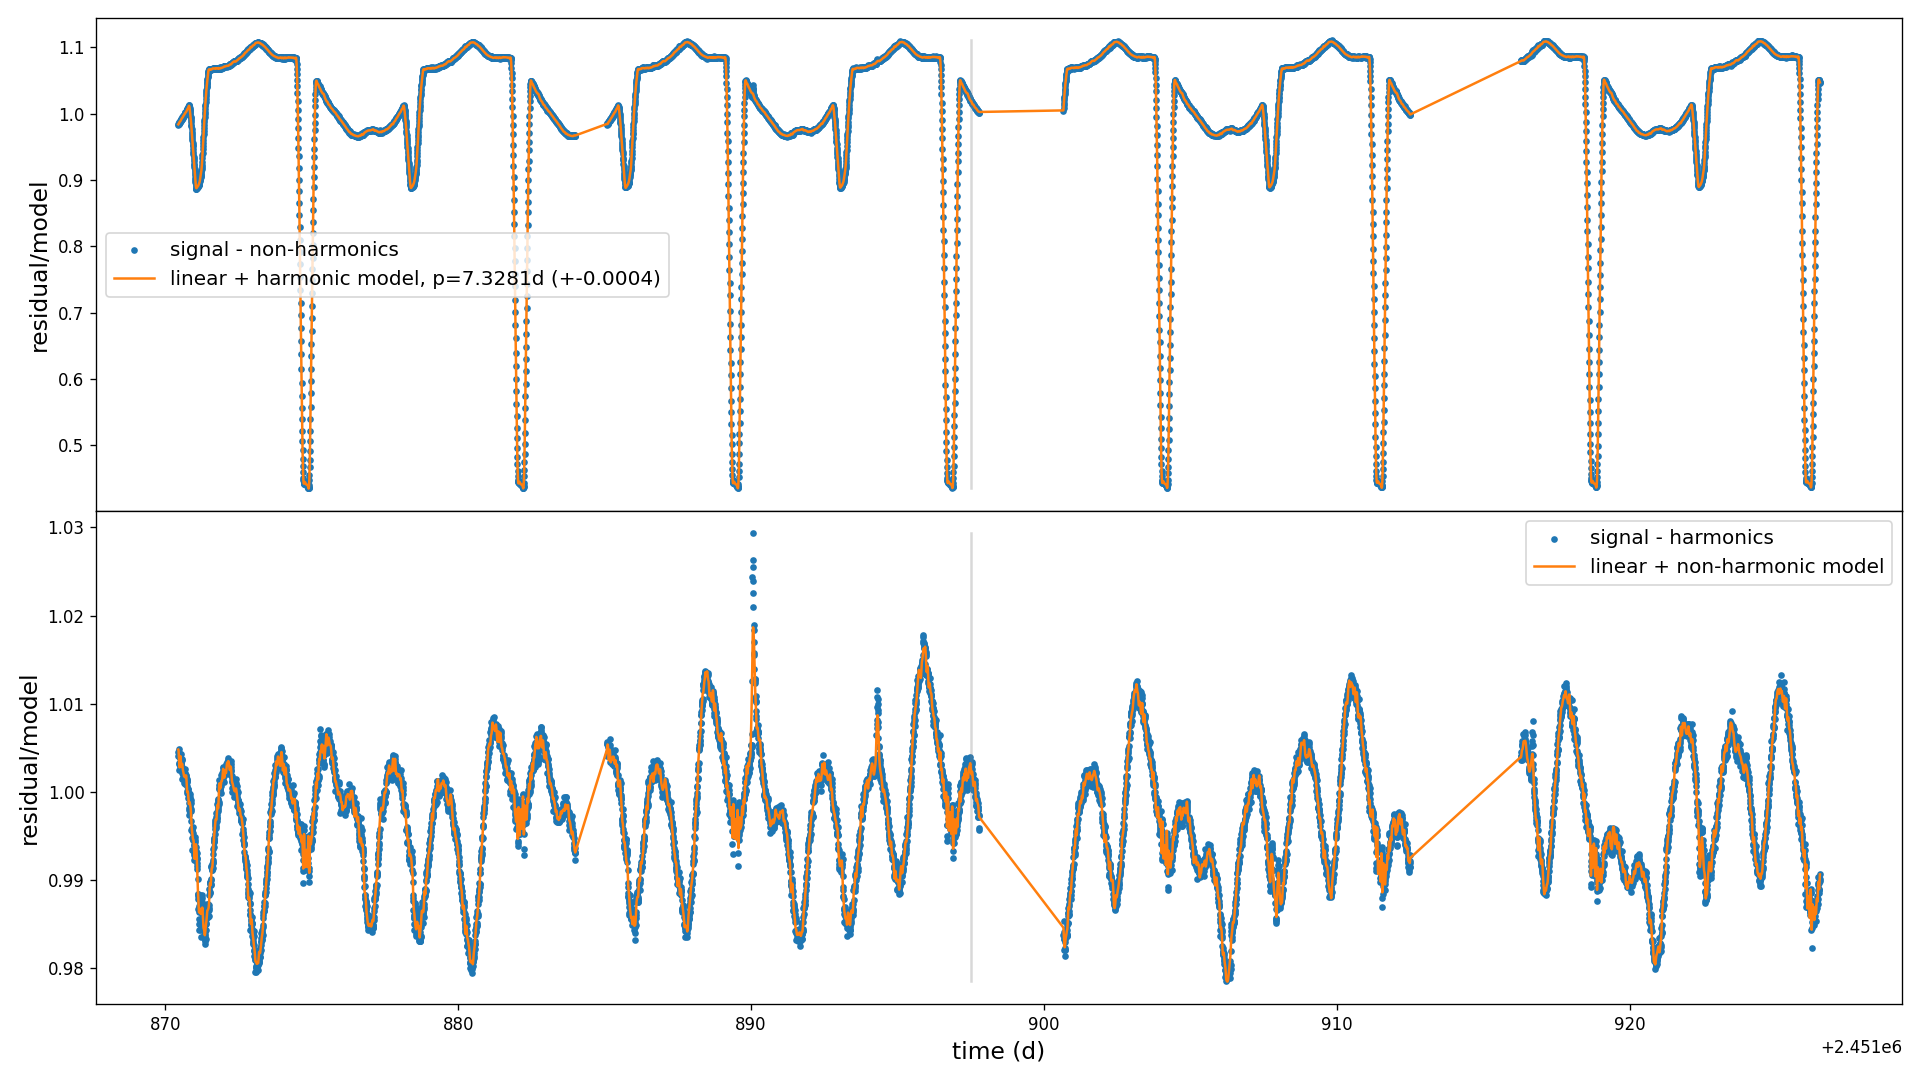 1.1
1.0
0.9
0.8
0.7
0.6
0.5
residual/model
signal - non-harmonics
linear + harmonic model, p=7.3281d (+-0.0004)
1.03
1.02
1.01
1.00
0.99
0.98
residual/model
signal - harmonics
linear + non-harmonic model
870 880 890 900 910 920
time (d)
+2.451e6